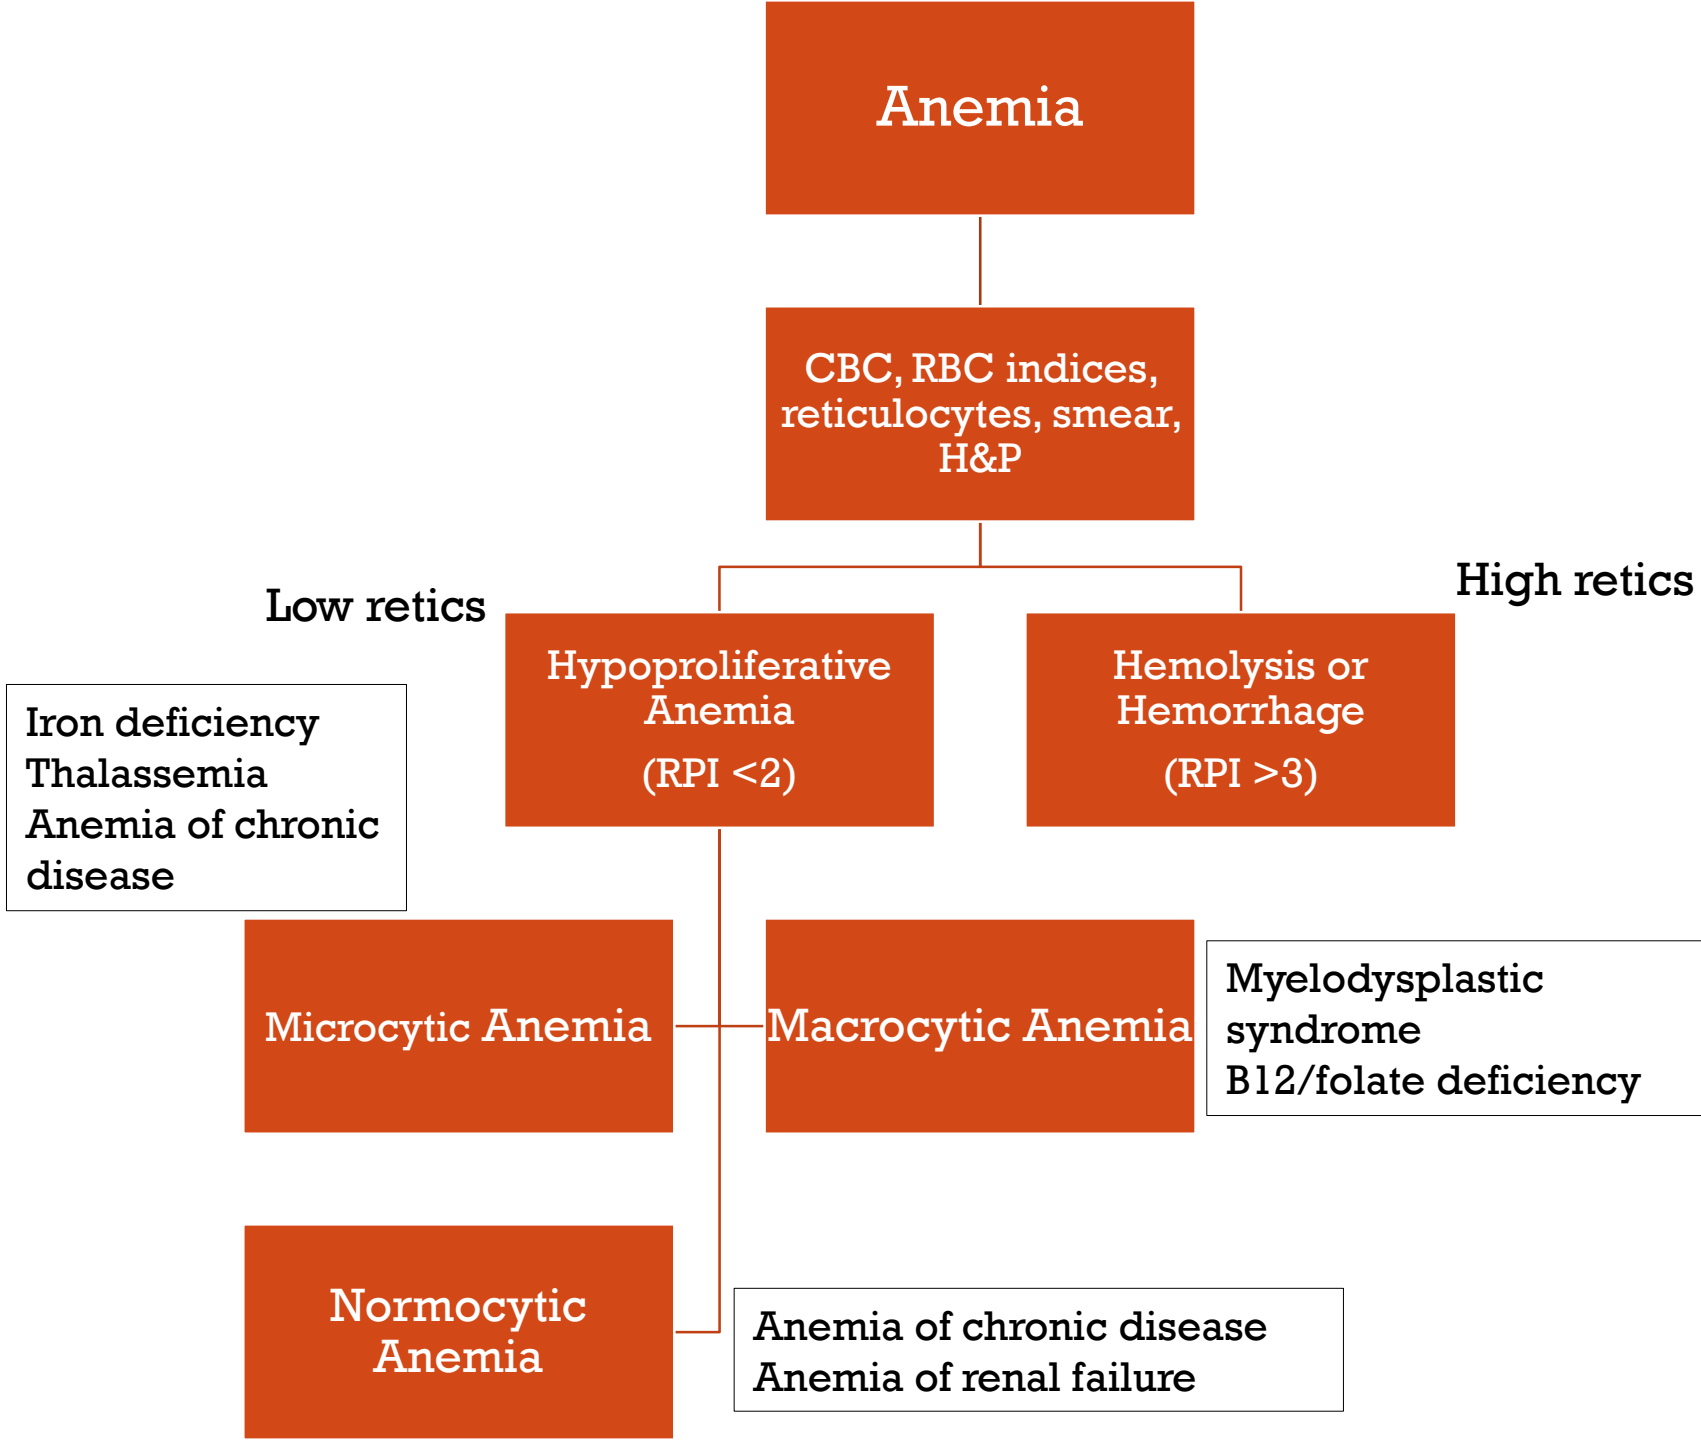 Anemia
CBC, RBC indices,
reticulocytes, smear,
H&P
Low retics
High retics
Hypoproliferative
Anemia
(RPI <2)
Hemolysis or
Hemorrhage
(RPI >3)
Iron deficiency
Thalassemia
Anemia of chronic
disease
Microcytic Anemia
Macrocytic Anemia
Myelodysplastic
syndrome
B12/folate deficiency
Normocytic
Anemia
Anemia of chronic disease
Anemia of renal failure